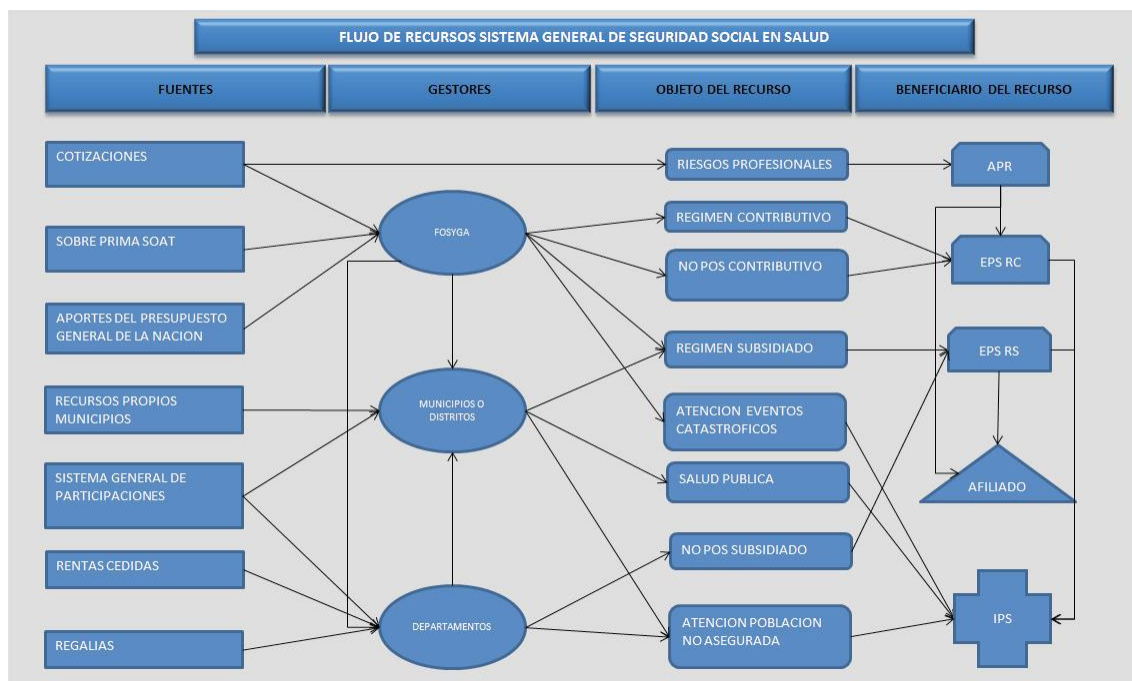 FLUJO DE RECURSOS SISTEMA GENERAL DE SEGURIDAD SOCIAL EN SALUD
FUENTES
GESTORES
OBJETO DEL RECURSO
BENEFICIARIO DEL RECURSO
COTIZACIONES
SOBRE PRIMA SOAT
APORTES DEL PRESUPUESTO
GENERAL DE LA NACION
RECURSOS PROPIOS
MUNICIPIOS
SISTEMA GENERAL DE
PARTICIPACIONES
RENTAS CEDIDAS
REGALIAS
FOSYGA
MUNICIPIOS O
DISTRITOS
DEPARTAMENTOS
RIESGOS PROFESIONALES
REGIMEN CONTRIBUTIVO
NO POS CONTRIBUTIVO
REGIMEN SUBSIDIADO
ATENCION EVENTOS
CATASTROFICOS
SALUD PUBLICA
NO POS SUBSIDIADO
ATENCION POBLACION
NO ASEGURADA
APR
EPS RC
EPS RS
AFILIADO
IPS